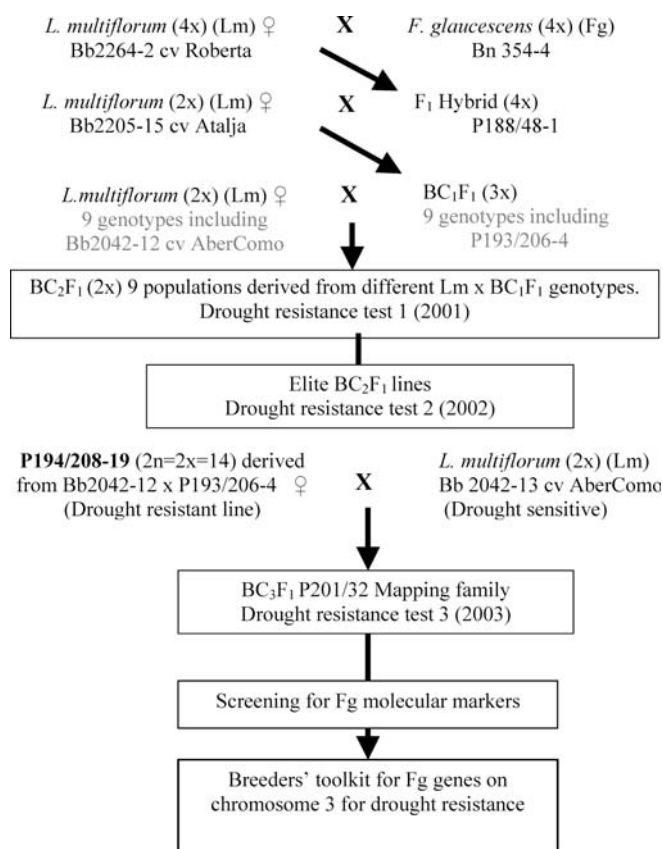 L. multiflorum (4x) (Lm) ♀ X F. glaucescens (4x) (Fg)
Bb2264-2 cv Roberta Bn 354-4
L. multiflorum (2x) (Lm) ♀ X F₁ Hybrid (4x)
Bb2205-15 cv Atalja P188/48-1
L.multiflorum (2x) (Lm) ♀ X BC₁F₁ (3x)
9 genotypes including 9 genotypes including
Bb2042-12 cv AberComo P193/206-4
BC₂F₁ (2x) 9 populations derived from different Lm x BC₁F₁ genotypes.
Drought resistance test 1 (2001)
Elite BC₂F₁ lines
Drought resistance test 2 (2002)
P194/208-19 (2n=2x=14) derived L. multiflorum (2x) (Lm)
from Bb2042-12 x P193/206-4 ♀ X Bb 2042-13 cv AberComo
(Drought resistant line) (Drought sensitive)
BC₃F₁ P201/32 Mapping family
Drought resistance test 3 (2003)
Screening for Fg molecular markers
Breeders' toolkit for Fg genes on
chromosome 3 for drought resistance